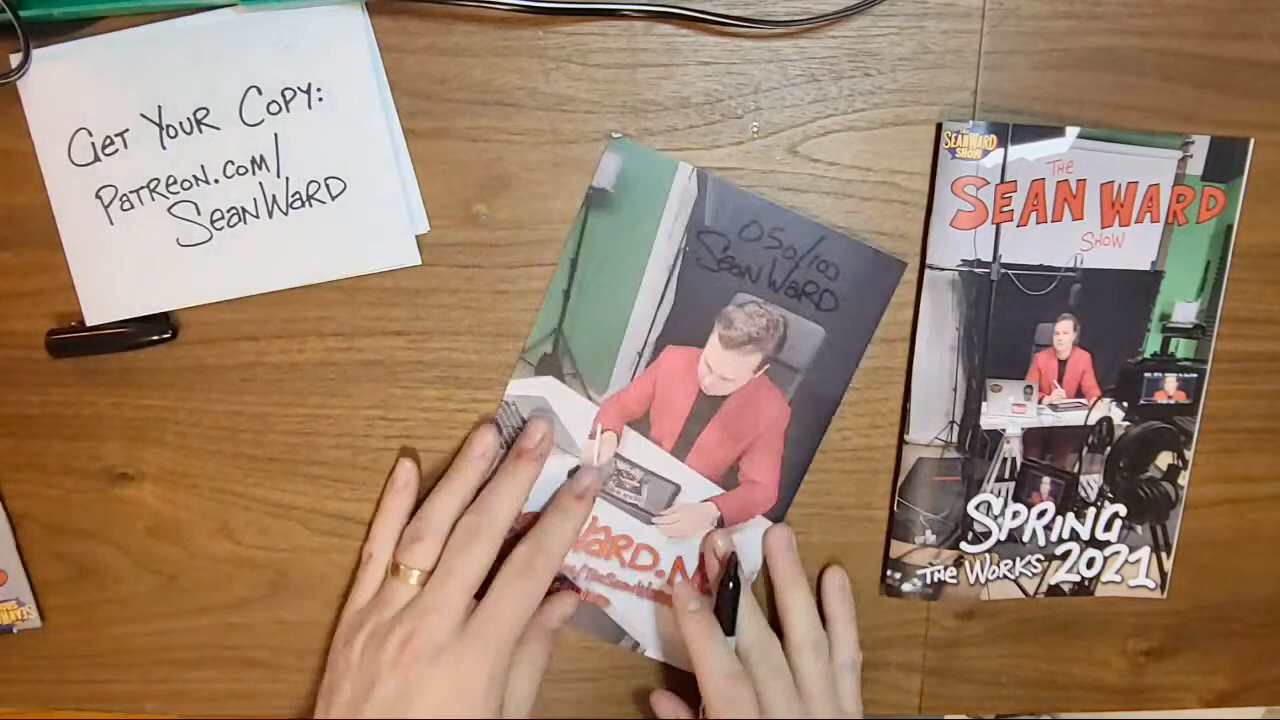 Get Your Copy:
Patreon.com/
SeanWard
050/100
Sean Ward
ward.n
The
SeanWard
Show
The
Sean Ward
Show
Spring
The Works 2021